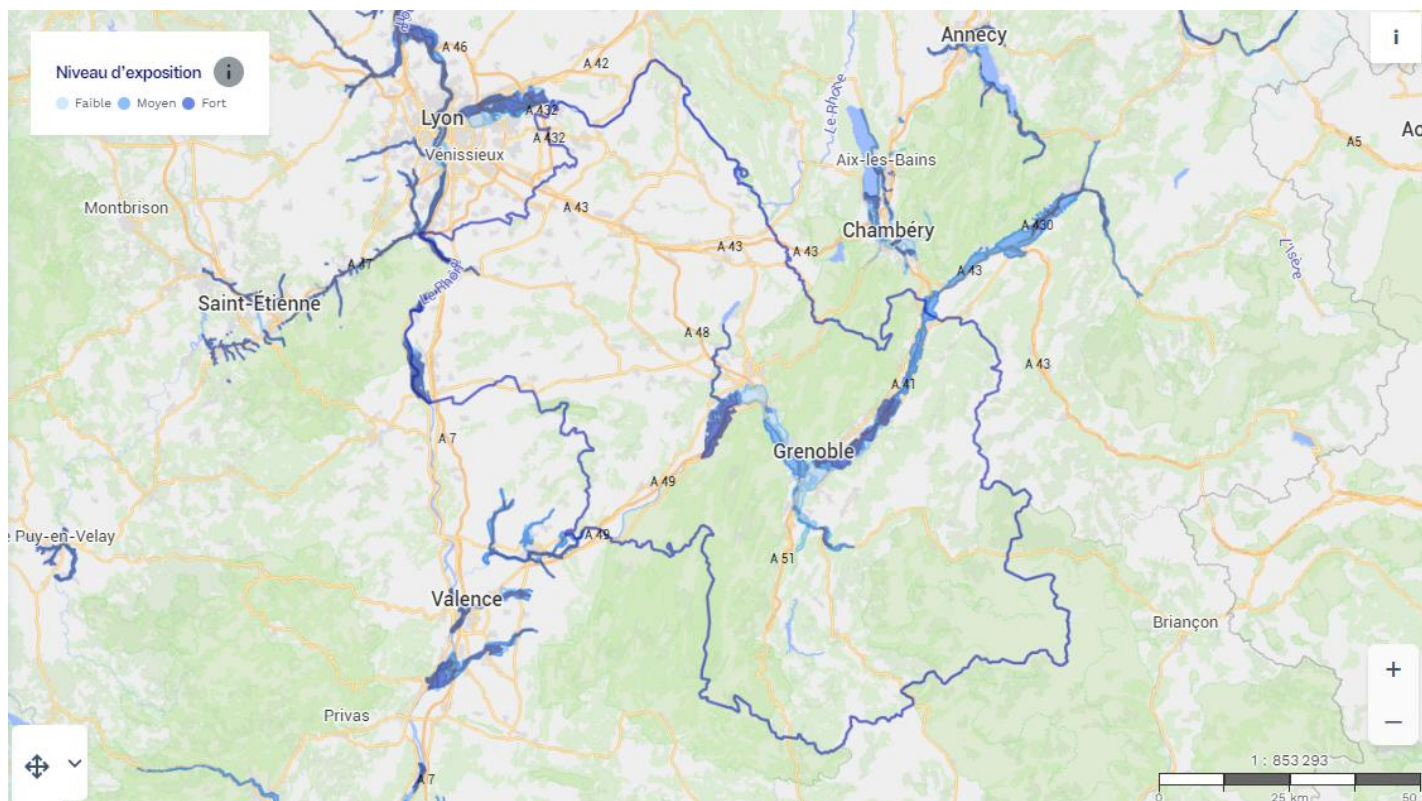 Annecy
i
A 46
Niveau d'exposition i
Faible Moyen Fort
A 42
Le Rhône
A 432
Lyon
A 432
A5
Vénissieux
Aix-les-Bains
Montbrison
A 43
Chambéry
A 430
A 43
A 43
A 47
A 43
L'Isère
Le Rhône
Saint-Étienne
A 48
A 43
A 41
A 7
Grenoble
A 49
e Puy-en-Velay
A 49
A 51
Valence
Briançon
+
Privas
−
1 : 853 293
A 7
0 25 km 50